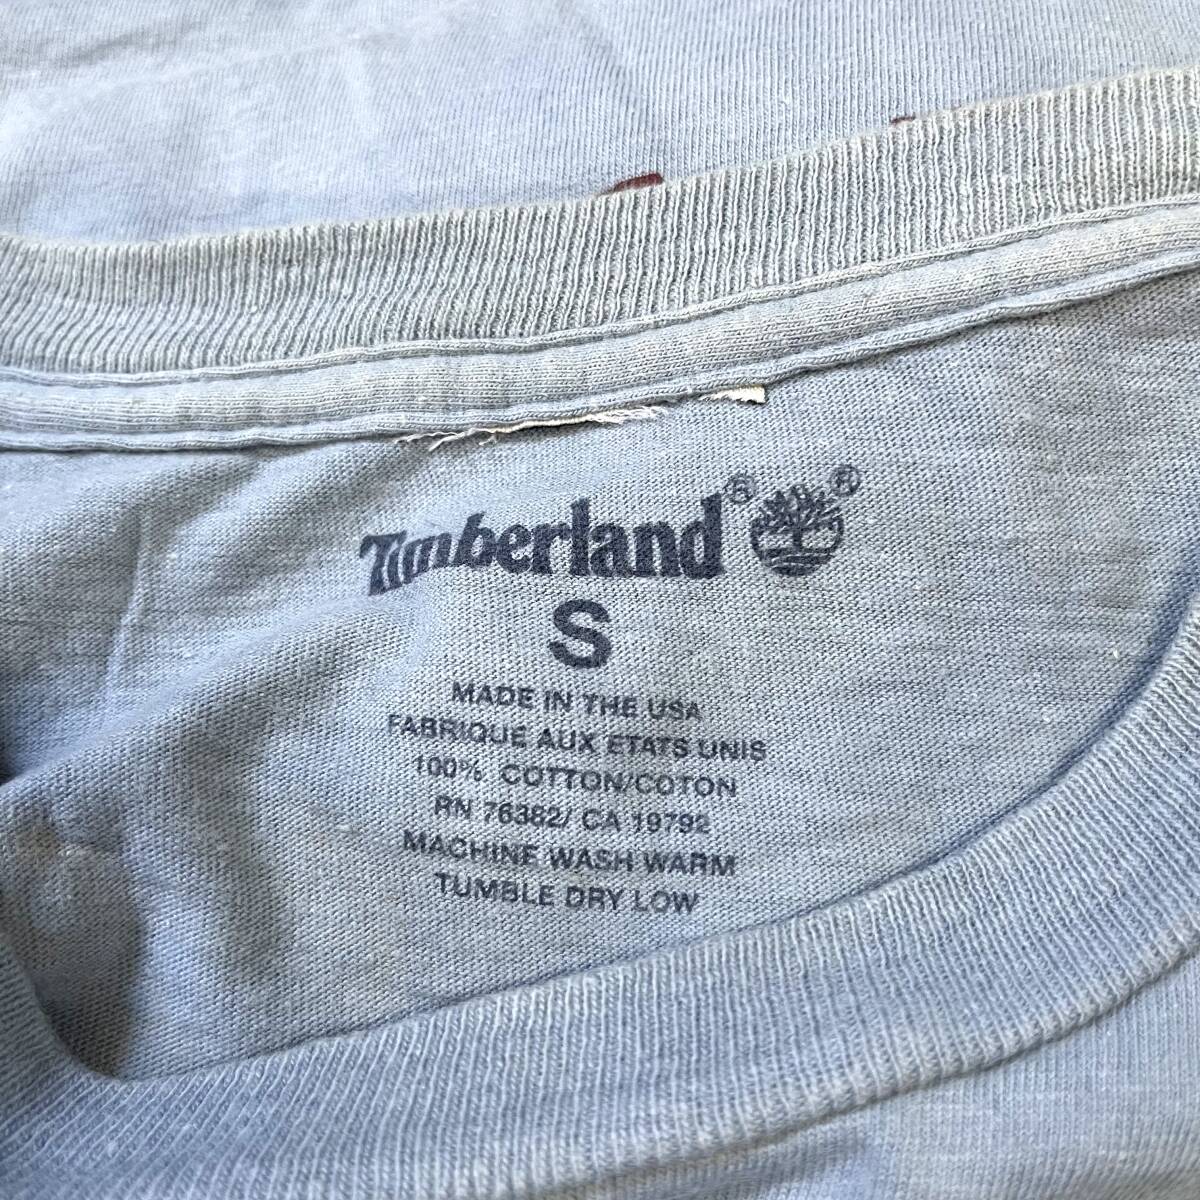 Timberland® ®
S
MADE IN THE USA
FABRIQUE AUX ETATS UNIS
100% COTTON/COTON
RN 76382/ CA 19792
MACHINE WASH WARM
TUMBLE DRY LOW